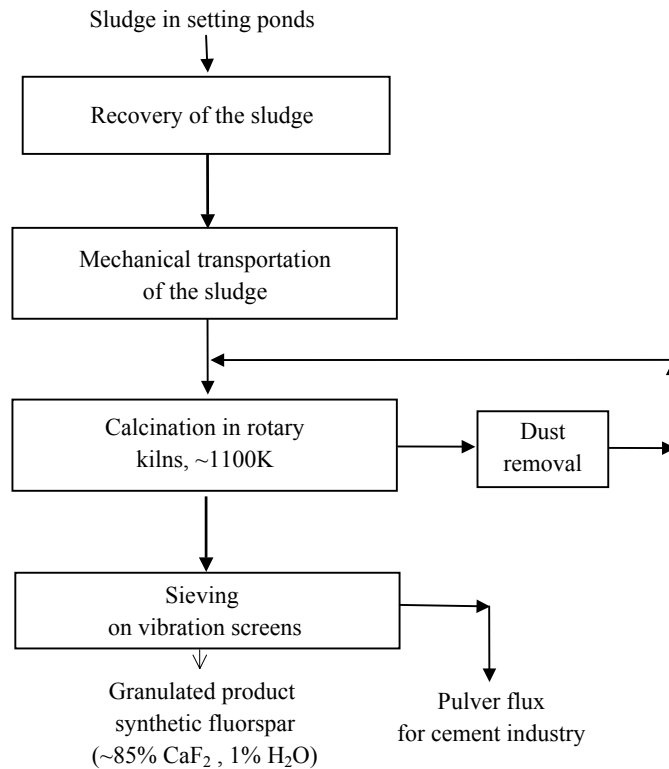 Sludge in setting ponds
Recovery of the sludge
Mechanical transportation
of the sludge
Calcination in rotary
kilns, ~1100K
Dust
removal
Sieving
on vibration screens
Granulated product
synthetic fluorspar
(~85% CaF₂ , 1% H₂O)
Pulver flux
for cement industry